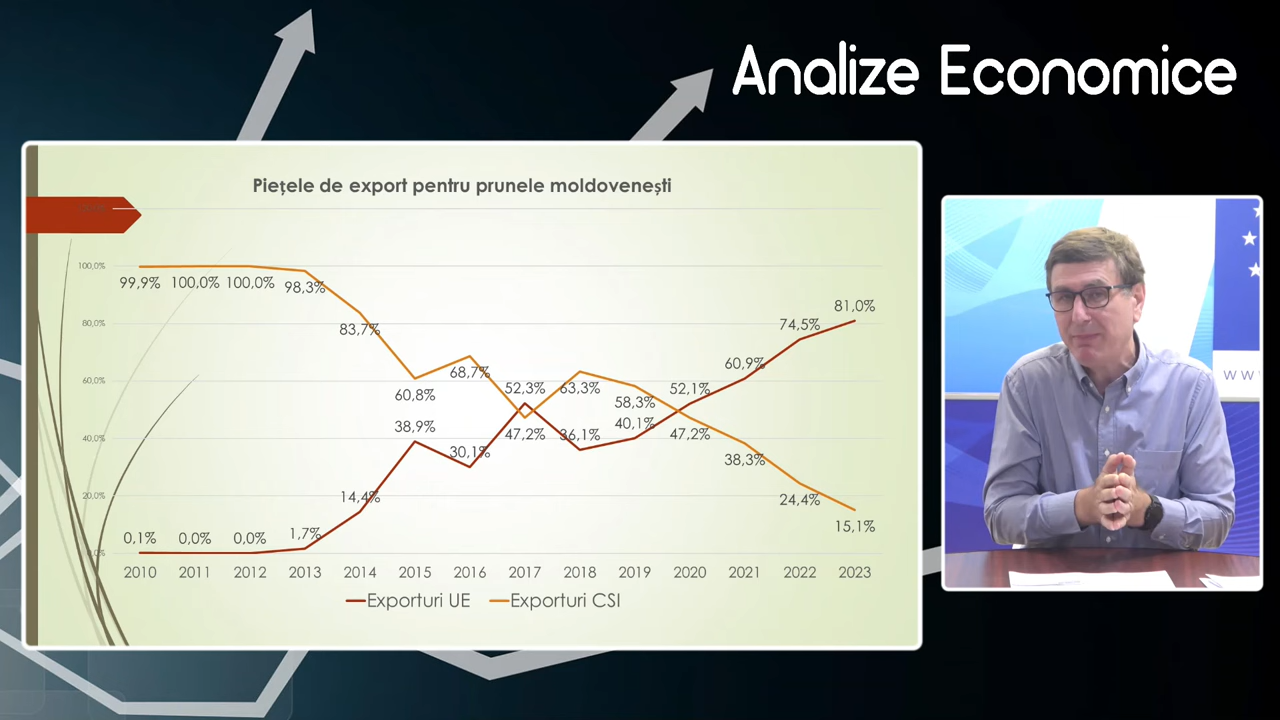 Analize Economice
Piețele de export pentru prunele moldovenești
100,0%
80,0%
60,0%
40,0%
20,0%
99,9% 100,0% 100,0% 98,3% 83,7% 60,8% 68,7% 47,2% 63,3% 58,3% 47,2% 38,3% 24,4% 15,1%
0,1% 0,0% 0,0% 1,7% 14,4% 38,9% 30,1% 52,3% 36,1% 40,1% 52,1% 60,9% 74,5% 81,0%
2010 2011 2012 2013 2014 2015 2016 2017 2018 2019 2020 2021 2022 2023
Exporturi UE Exporturi CSI
WW